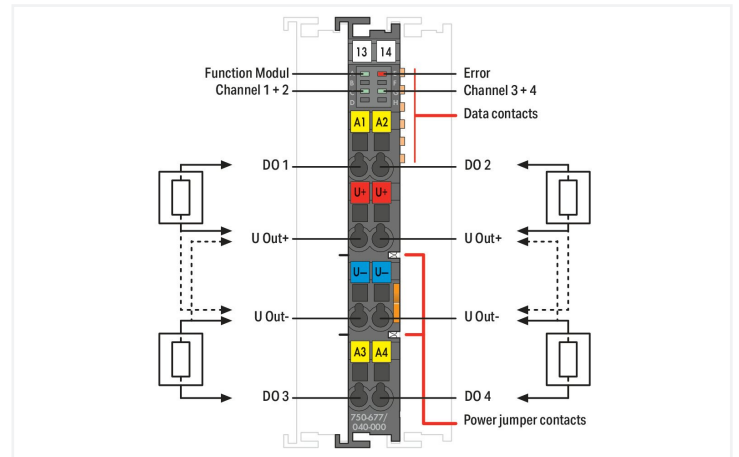 13 14
Function Modul
Error
A E
B F
Channel 1 + 2
Channel 3 + 4
D H
Data contacts
A1 A2
DO 1
DO 2
U+ U+
U Out+
U Out+
U– U–
U Out-
U Out-
A3 A4
DO 3
DO 4
750-677/
040-000
Power jumper contacts